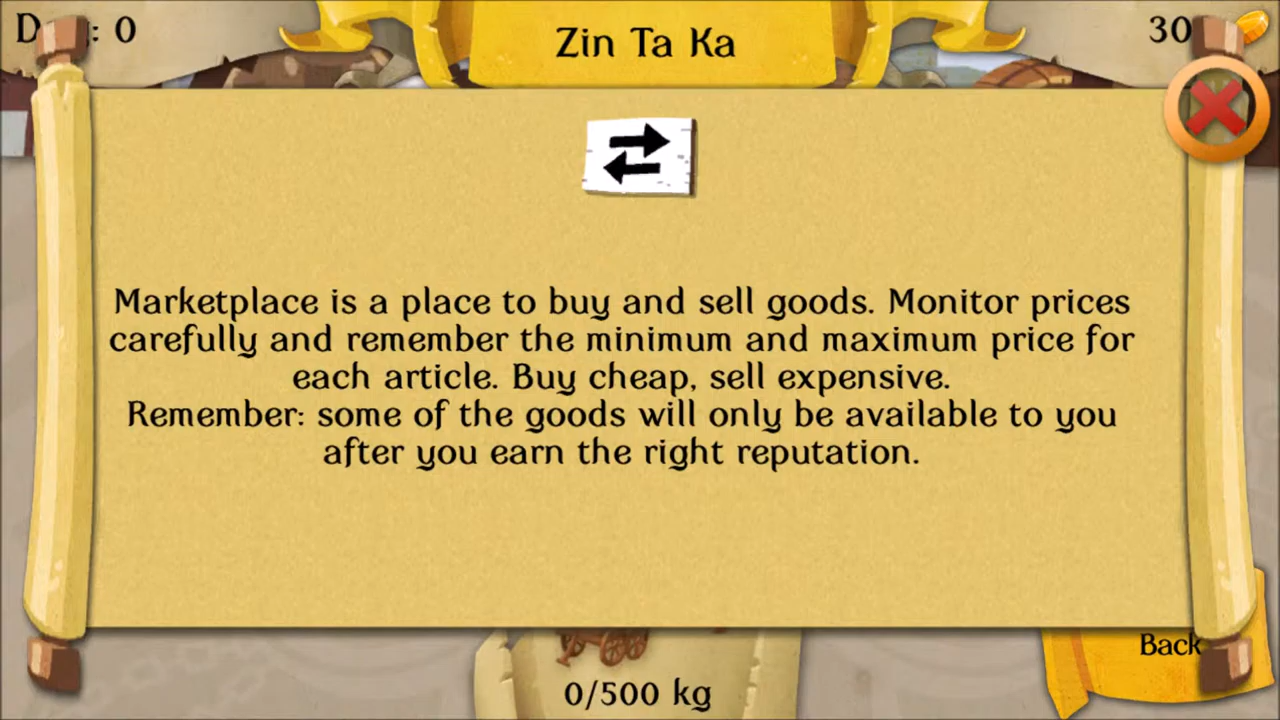 Zin Ta Ka
Marketplace is a place to buy and sell goods. Monitor prices
carefully and remember the minimum and maximum price for
each article. Buy cheap, sell expensive.
Remember: some of the goods will only be available to you
after you earn the right reputation.
Back
0/500 kg